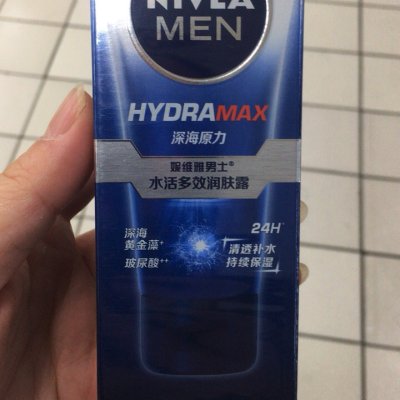 NIVEA
MEN
HYDRAMAX
深海原力
妮维雅男士®
水活多效润肤露
深海
黄金藻+
玻尿酸++
24H*
清透补水
持续保湿